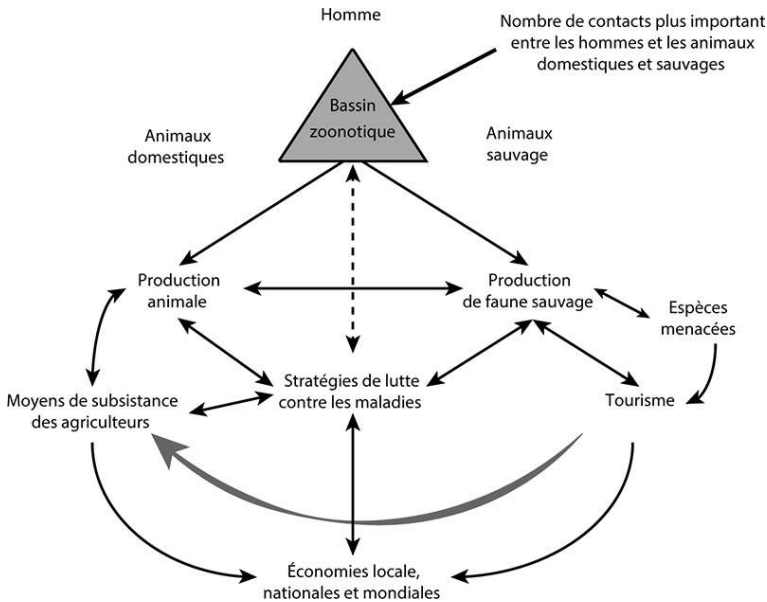 Homme
Nombre de contacts plus important
entre les hommes et les animaux
domestiques et sauvages
Bassin
zoonotique
Animaux
domestiques
Animaux
sauvage
Production
animale
Production
de faune sauvage
Espèces
menacées
Moyens de subsistance
des agriculteurs
Stratégies de lutte
contre les maladies
Tourisme
Économies locale,
nationales et mondiales